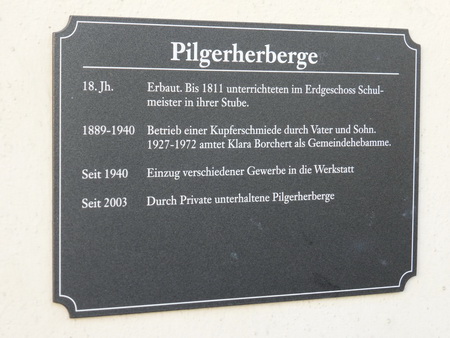 Pilgerherberge
18. Jh. Erbaut. Bis 1811 unterrichteten im Erdgeschoss Schul-
meister in ihrer Stube.
1889-1940 Betrieb einer Kupferschmiede durch Vater und Sohn.
1927-1972 amtet Klara Borchert als Gemeindehebamme.
Seit 1940 Einzug verschiedener Gewerbe in die Werkstatt
Seit 2003 Durch Private unterhaltene Pilgerherberge